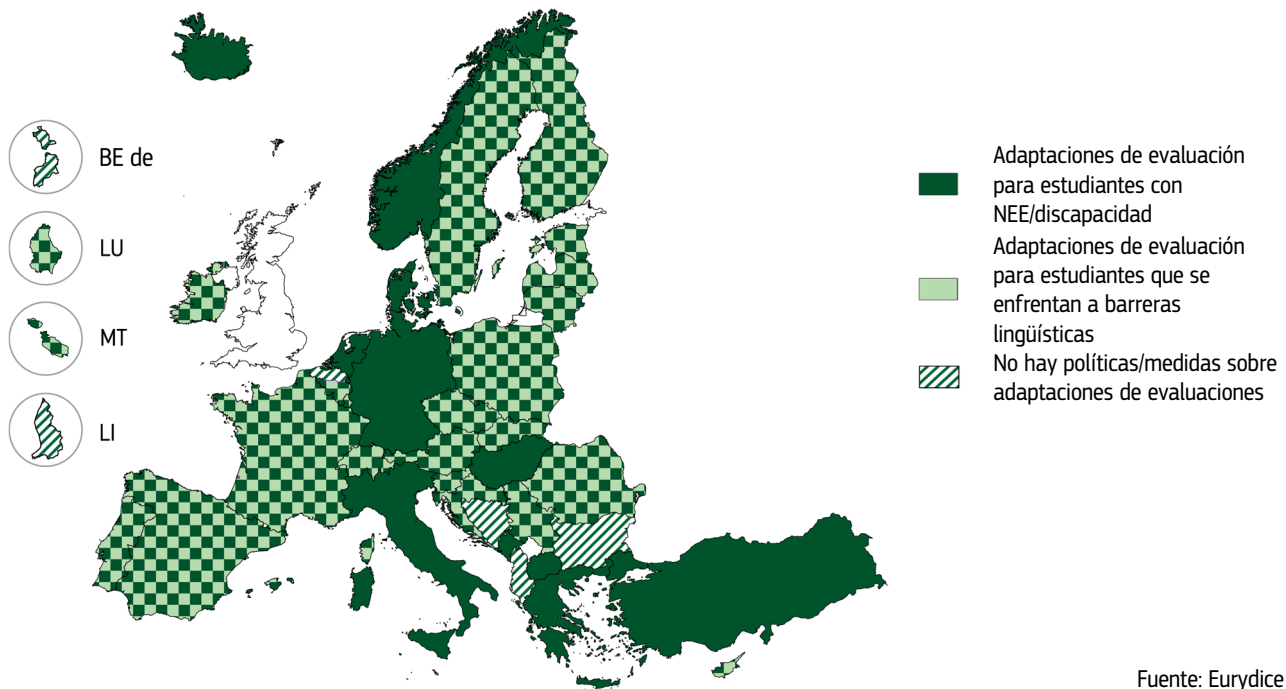 BE de
LU
MT
LI
Adaptaciones de evaluación
para estudiantes con
NEE/discapacidad
Adaptaciones de evaluación
para estudiantes que se
enfrentan a barreras
lingüísticas
No hay políticas/medidas sobre
adaptaciones de evaluaciones
Fuente: Eurydice